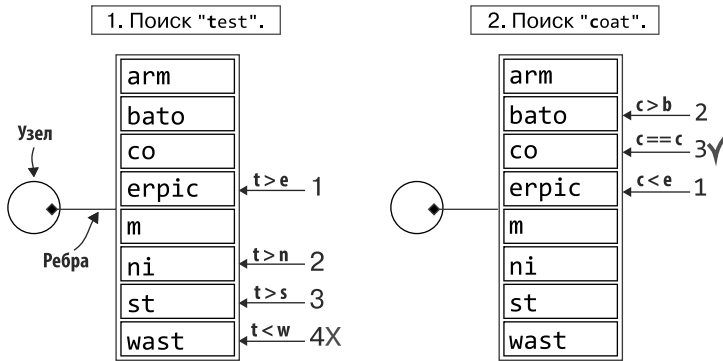 1. Поиск "test".
arm
bato
co
erpic
m
ni
st
wast
Узел
Ребра
t>e 1
t>n 2
t>s 3
t<w 4X
2. Поиск "coat".
arm
bato
co
erpic
m
ni
st
wast
c>b 2
c==c 3✓
c<e 1